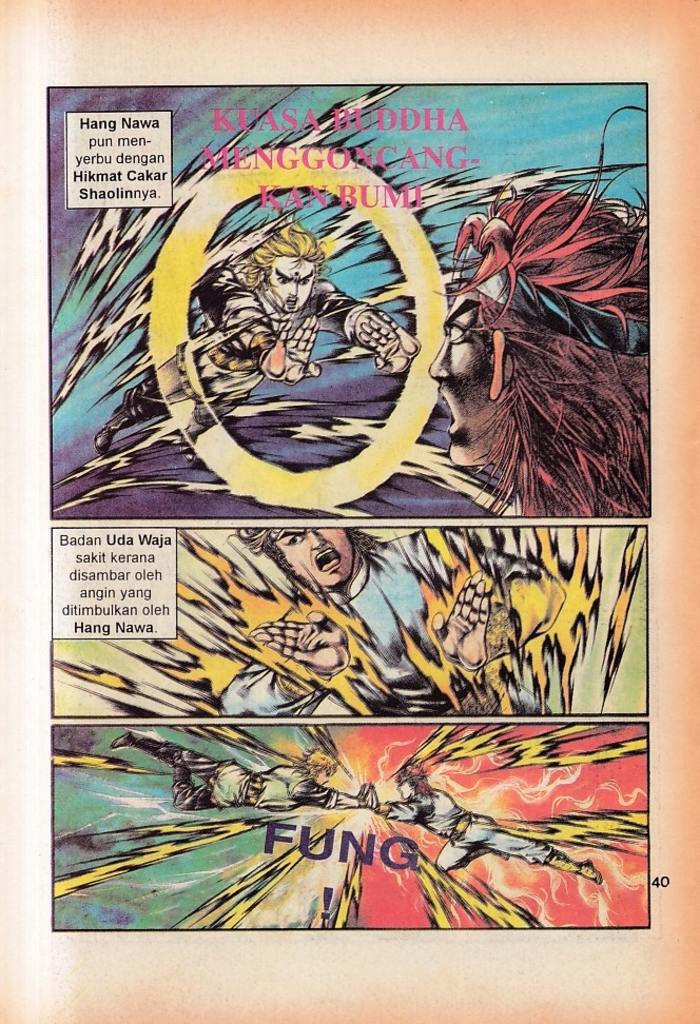 Hang Nawa
pun men-
yerbu dengan
Hikmat Cakar
Shaolinnya.
KUASA BUDDHA
MENGGONCANG-
KAN BUMI
Badan Uda Waja
sakit kerana
disambar oleh
angin yang
ditimbulkan oleh
Hang Nawa.
FUNG
!
40